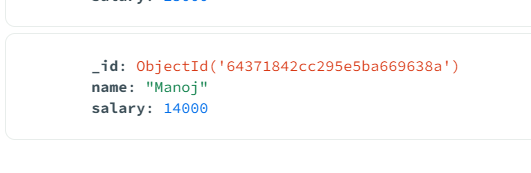 _id: ObjectId('64371842cc295e5ba669638a')
name: "Manoj"
salary: 14000